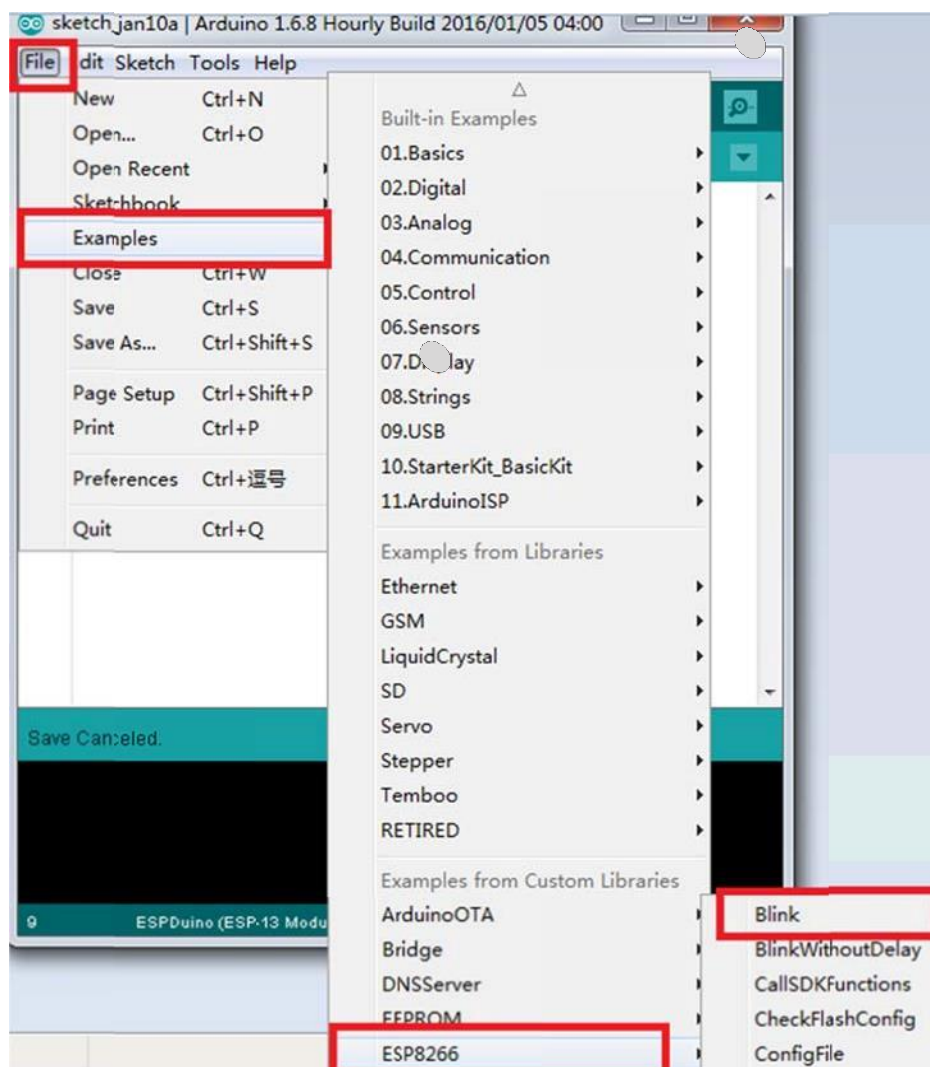 sketch_jan10a | Arduino 1.6.8 Hourly Build 2016/01/05 04:00
File dit Sketch Tools Help
New Ctrl+N
Open... Ctrl+O
Open Recent
Sketchbook
Examples
Close Ctrl+W
Save Ctrl+S
Save As... Ctrl+Shift+S
Page Setup Ctrl+Shift+P
Print Ctrl+P
Preferences Ctrl+逗号
Quit Ctrl+Q
Built-in Examples
01.Basics
02.Digital
03.Analog
04.Communication
05.Control
06.Sensors
08.Strings
09.USB
10.StarterKit_BasicKit
11.ArduinoISP
Examples from Libraries
Ethernet
GSM
LiquidCrystal
SD
Servo
Stepper
Temboo
RETIRED
Examples from Custom Libraries
ArduinoOTA
Bridge
DNSServer
EEPROM
ESP8266
Blink
BlinkWithoutDelay
CallSDKFunctions
CheckFlashConfig
ConfigFile
Save Canceled.
9 ESPDuino (ESP-13 Modu